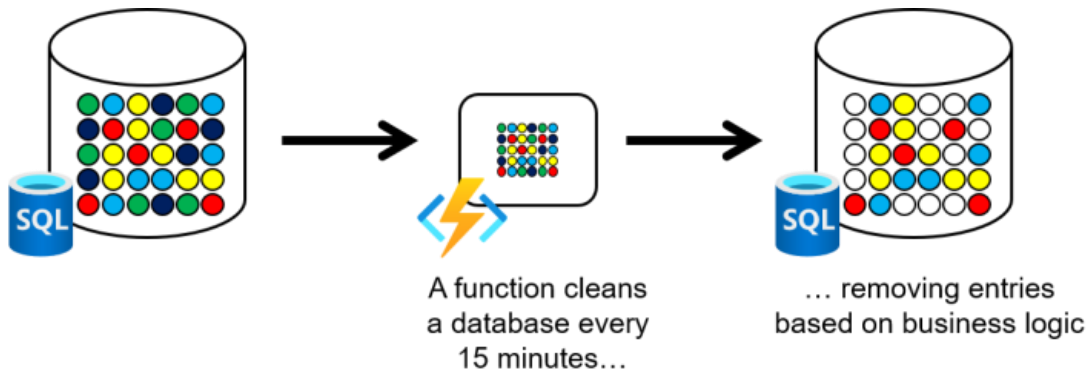 SQL
A function cleans
a database every
15 minutes…
SQL
… removing entries
based on business logic